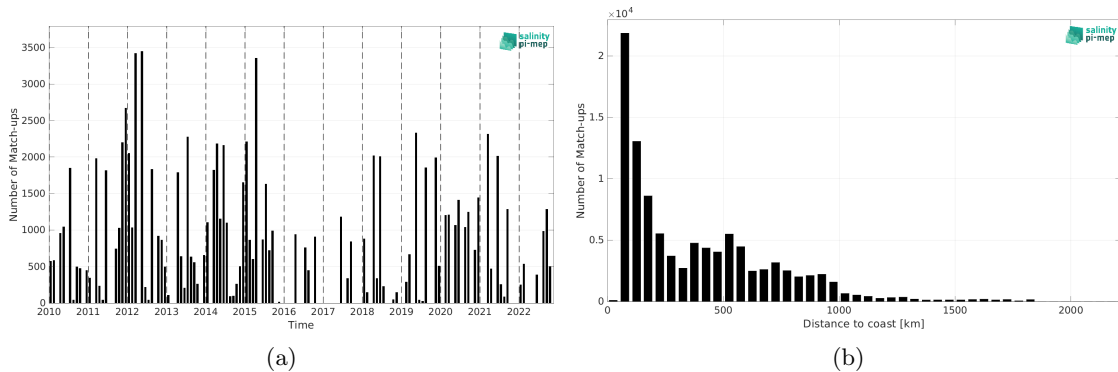 3500
3000
2500
2000
1500
1000
500
0
Number of Match-ups
2010 2011 2012 2013 2014 2015 2016 2017 2018 2019 2020 2021 2022
Time
salinity
pi-mep
(a)
×10⁴
2
1.5
1
0.5
0
Number of Match-ups
0 500 1000 1500 2000
Distance to coast [km]
salinity
pi-mep
(b)